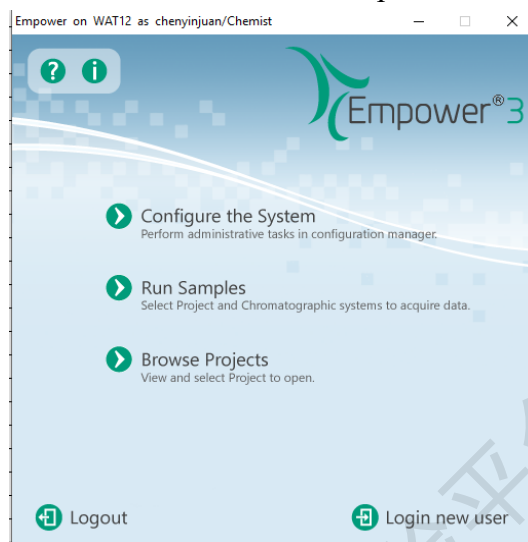 Empower on WAT12 as chenyinjuan/Chemist
Empower®3
Configure the System
Perform administrative tasks in configuration manager.
Run Samples
Select Project and Chromatographic systems to acquire data.
Browse Projects
View and select Project to open.
Logout
Login new user